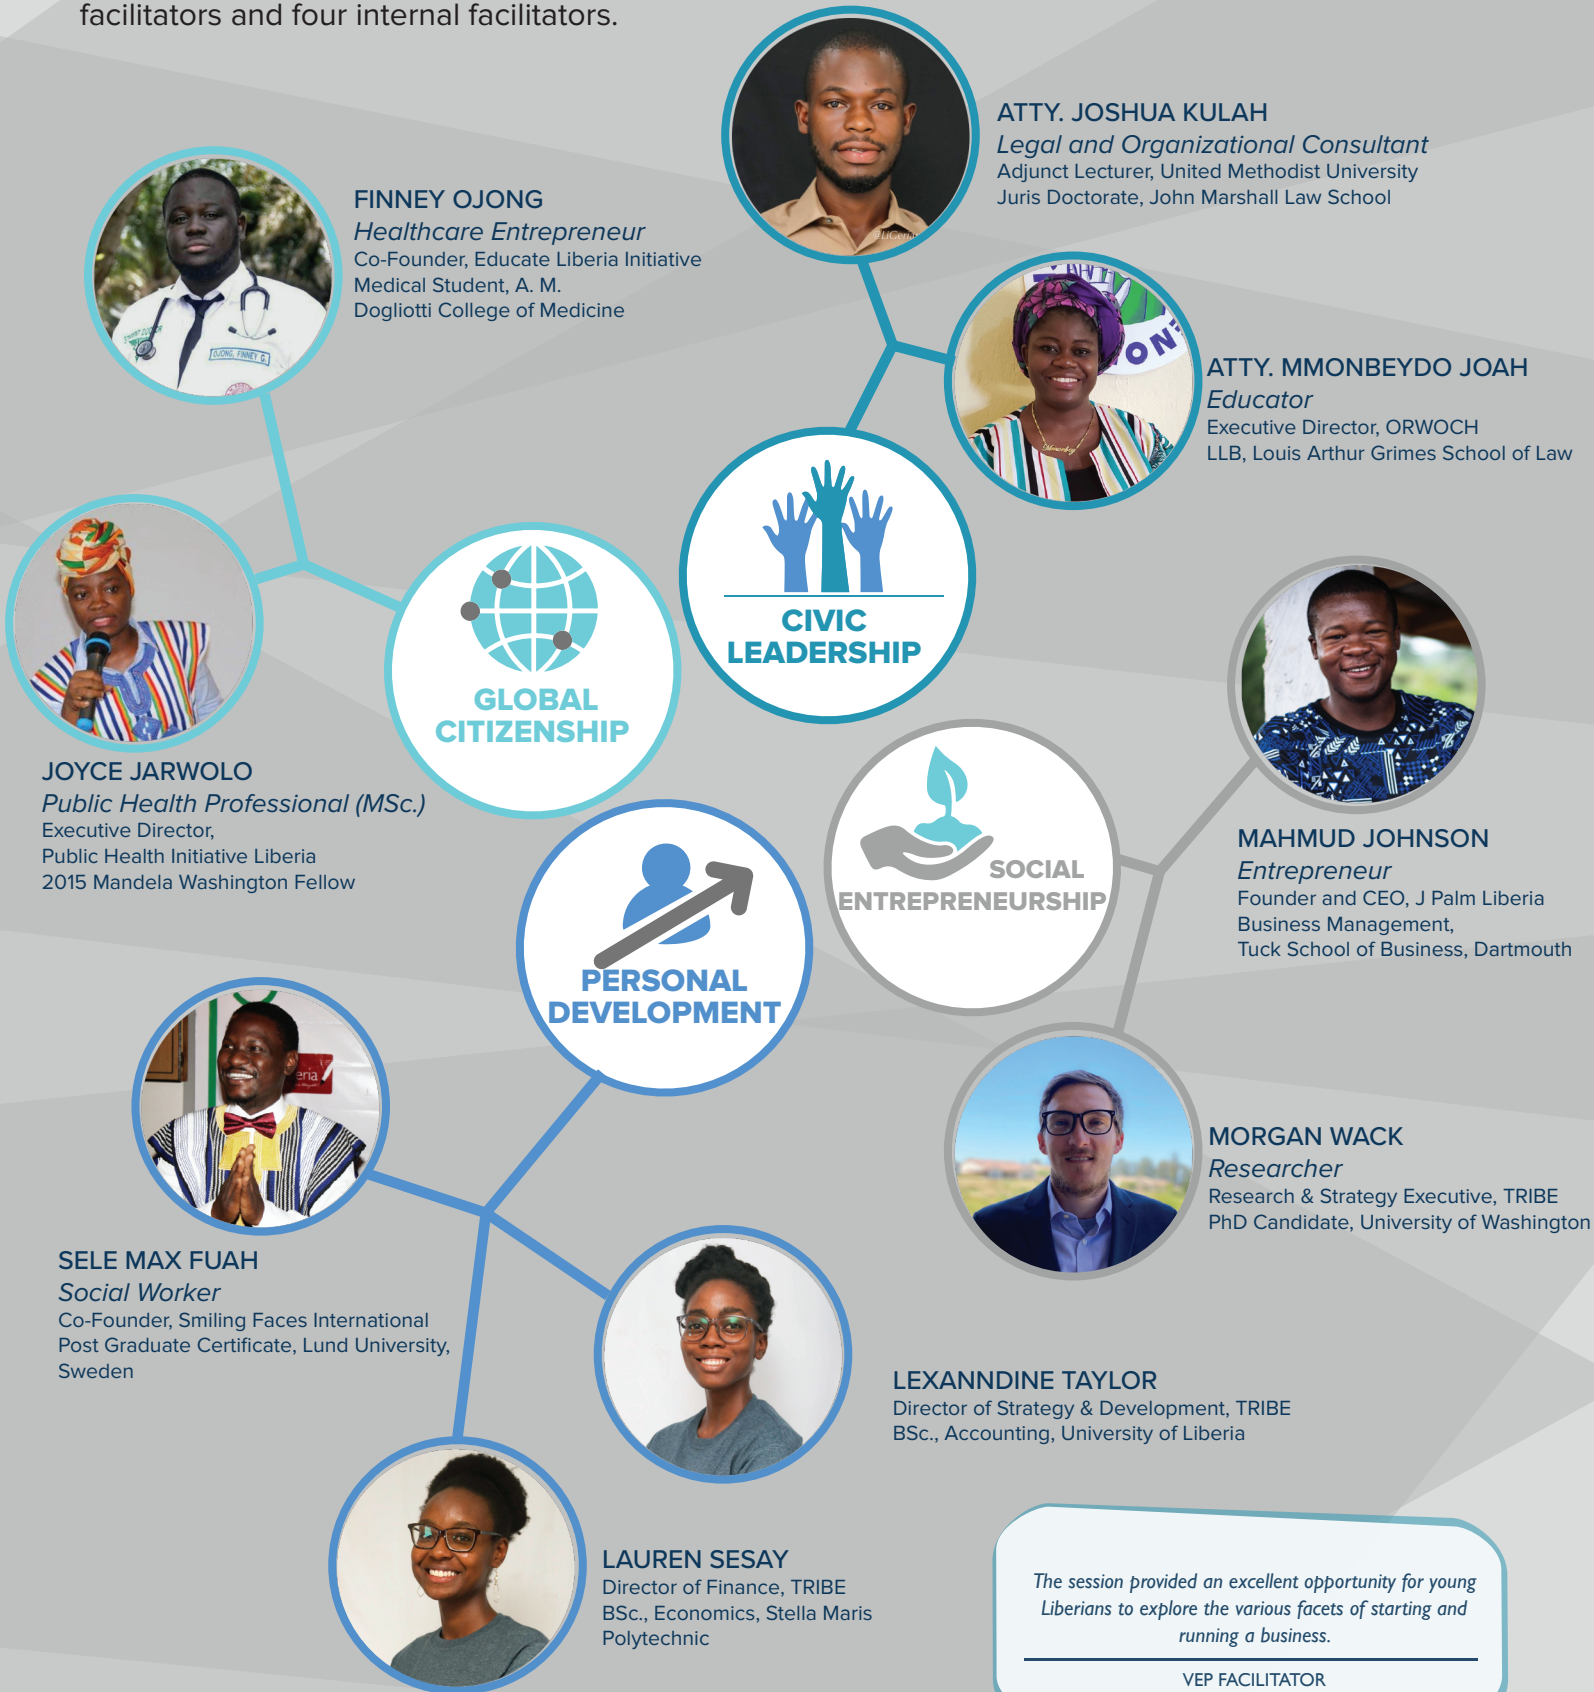 facilitators and four internal facilitators.
ATTY. JOSHUA KULAH
Legal and Organizational Consultant
Adjunct Lecturer, United Methodist University
Juris Doctorate, John Marshall Law School
FINNEY OJONG
Healthcare Entrepreneur
Co-Founder, Educate Liberia Initiative
Medical Student, A. M.
Dogliotti College of Medicine
OJONG, FINNEY G.
ATTY. MMONBEYDO JOAH
Educator
Executive Director, ORWOCH
LLB, Louis Arthur Grimes School of Law
CIVIC
LEADERSHIP
GLOBAL
CITIZENSHIP
JOYCE JARWOLO
Public Health Professional (MSc.)
Executive Director,
Public Health Initiative Liberia
2015 Mandela Washington Fellow
SOCIAL
ENTREPRENEURSHIP
MAHMUD JOHNSON
Entrepreneur
Founder and CEO, J Palm Liberia
Business Management,
Tuck School of Business, Dartmouth
PERSONAL
DEVELOPMENT
MORGAN WACK
Researcher
Research & Strategy Executive, TRIBE
PhD Candidate, University of Washington
SELE MAX FUAH
Social Worker
Co-Founder, Smiling Faces International
Post Graduate Certificate, Lund University,
Sweden
LEXANNDINE TAYLOR
Director of Strategy & Development, TRIBE
BSc., Accounting, University of Liberia
LAUREN SESAY
Director of Finance, TRIBE
BSc., Economics, Stella Maris
Polytechnic
The session provided an excellent opportunity for young
Liberians to explore the various facets of starting and
running a business.
VEP FACILITATOR